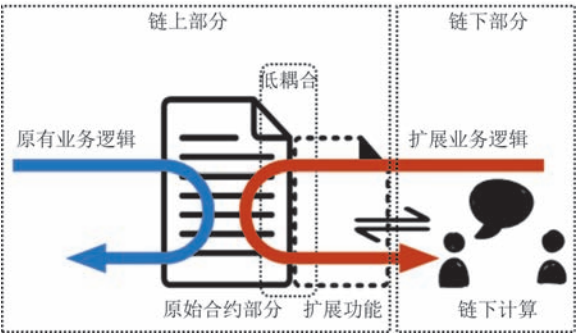 链上部分
链下部分
低耦合
原有业务逻辑
扩展业务逻辑
原始合约部分
扩展功能
链下计算